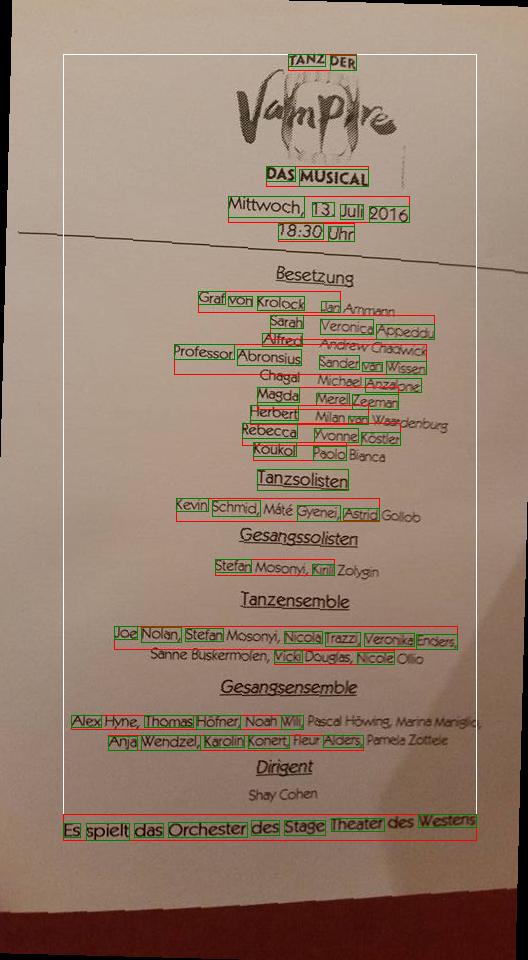 TANZ DER
Vampire
DAS MUSICAL
Mittwoch, 13. Juli 2016
18:30 Uhr
Besetzung
Graf von Krolock Jan Ammann
Sarah Veronica Appeddu
Alfred Andrew Chadwick
Professor Abronsius Sander van Wissen
Chagal Michael Anzalone
Magda Merel Zeeman
Herbert Milan van Waardenburg
Rebecca Yvonne Köstler
Koukol Paolo Bianca
Tanzsolisten
Kevin Schmid, Máté Gyenei, Astrid Gollob
Gesangssolisten
Stefan Mosonyi, Kirill Zolygin
Tanzensemble
Joe Nolan, Stefan Mosonyi, Nicola Trazzi, Veronika Enders,
Sanne Buskermolen, Vicki Douglas, Nicole Ollio
Gesangsensemble
Alex Hyne, Thomas Höfner, Noah Wili, Pascal Höwing, Marina Maniglio,
Anja Wendzel, Karolin Konert, Fleur Alders, Pamela Zottele
Dirigent
Shay Cohen
Es spielt das Orchester des Stage Theater des Westens